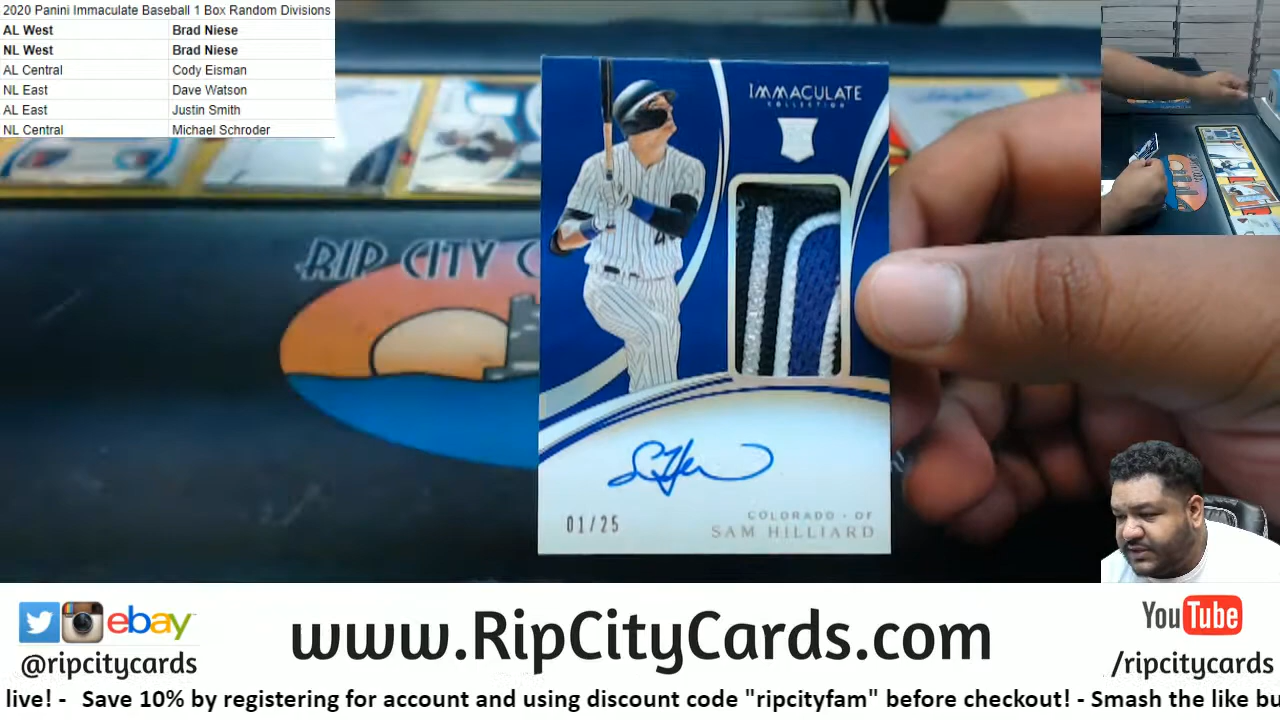 2020 Panini Immaculate Baseball 1 Box Random Divisions
AL West Brad Niese
NL West Brad Niese
AL Central Cody Eisman
NL East Dave Watson
AL East Justin Smith
NL Central Michael Schroder
IMMACULATE
COLLECTION
RIP CITY C
01/25
COLORADO - OF
SAM HILLIARD
ebay
@ripcitycards
www.RipCityCards.com
YouTube
/ripcitycards
live! - Save 10% by registering for account and using discount code "ripcityfam" before checkout! - Smash the like bu